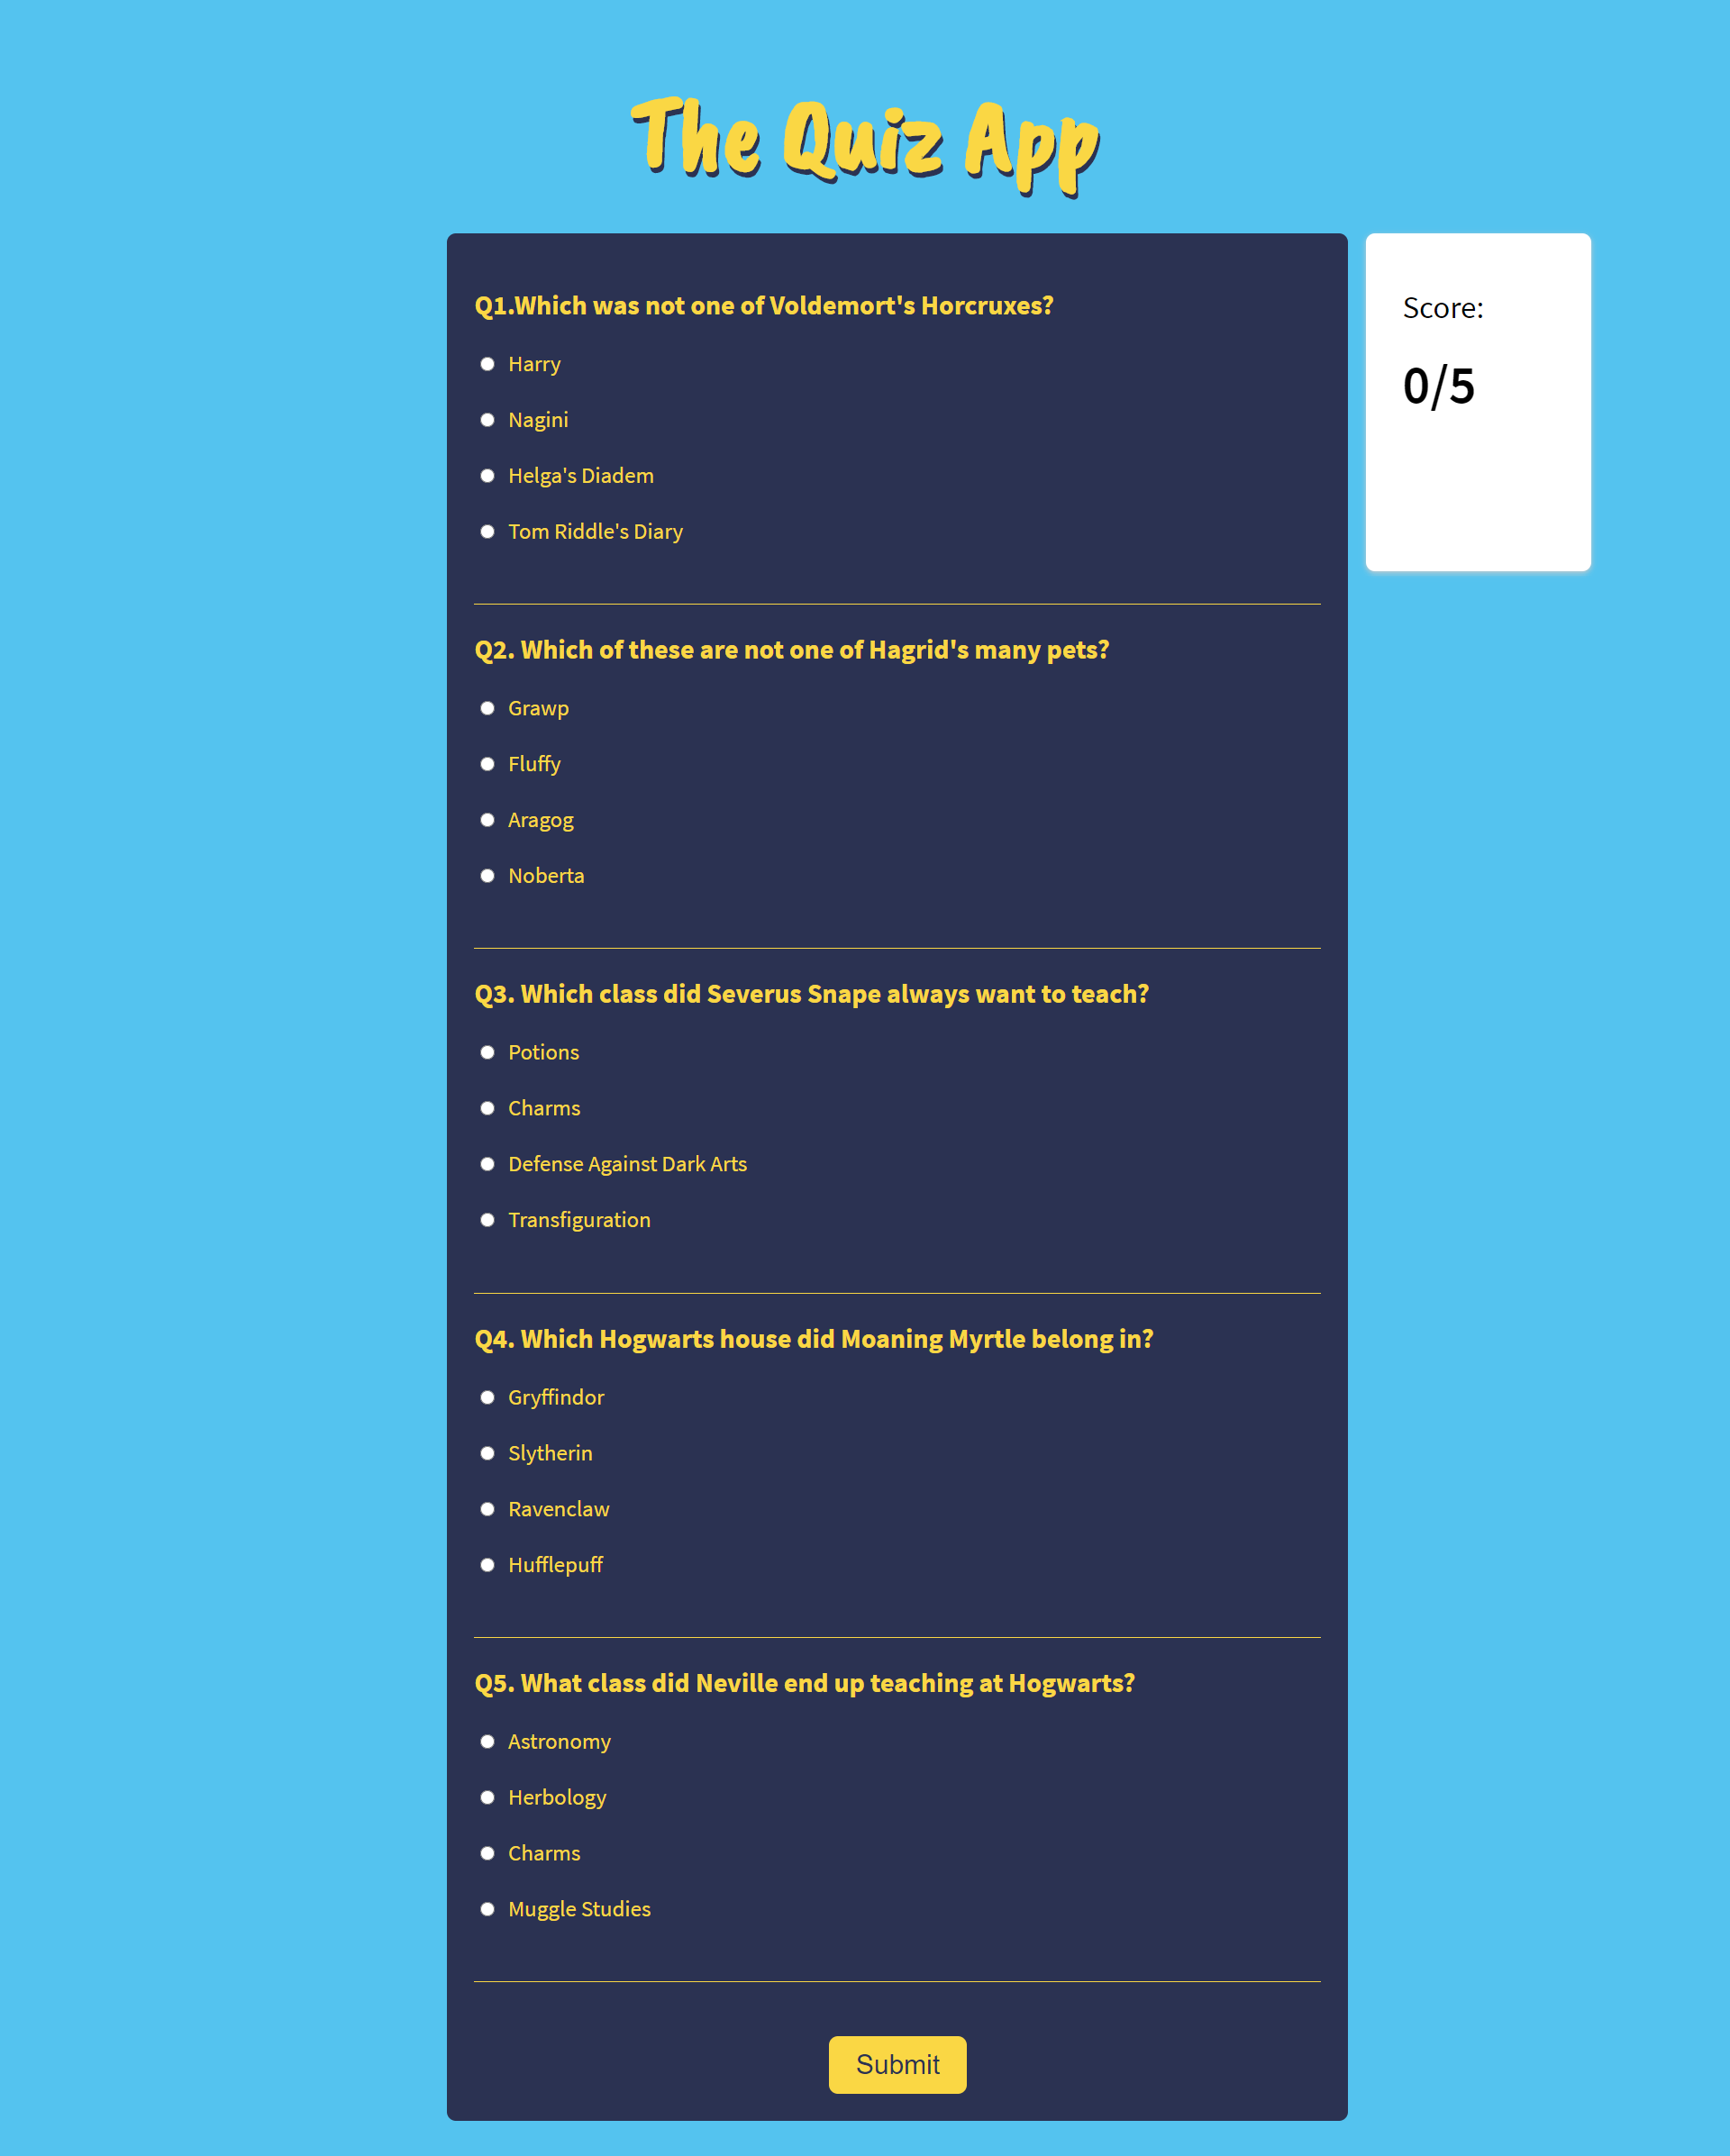 The Quiz App
Q1.Which was not one of Voldemort's Horcruxes?
Harry
Nagini
Helga's Diadem
Tom Riddle's Diary
Score:
0/5
Q2. Which of these are not one of Hagrid's many pets?
Grawp
Fluffy
Aragog
Noberta
Q3. Which class did Severus Snape always want to teach?
Potions
Charms
Defense Against Dark Arts
Transfiguration
Q4. Which Hogwarts house did Moaning Myrtle belong in?
Gryffindor
Slytherin
Ravenclaw
Hufflepuff
Q5. What class did Neville end up teaching at Hogwarts?
Astronomy
Herbology
Charms
Muggle Studies
Submit